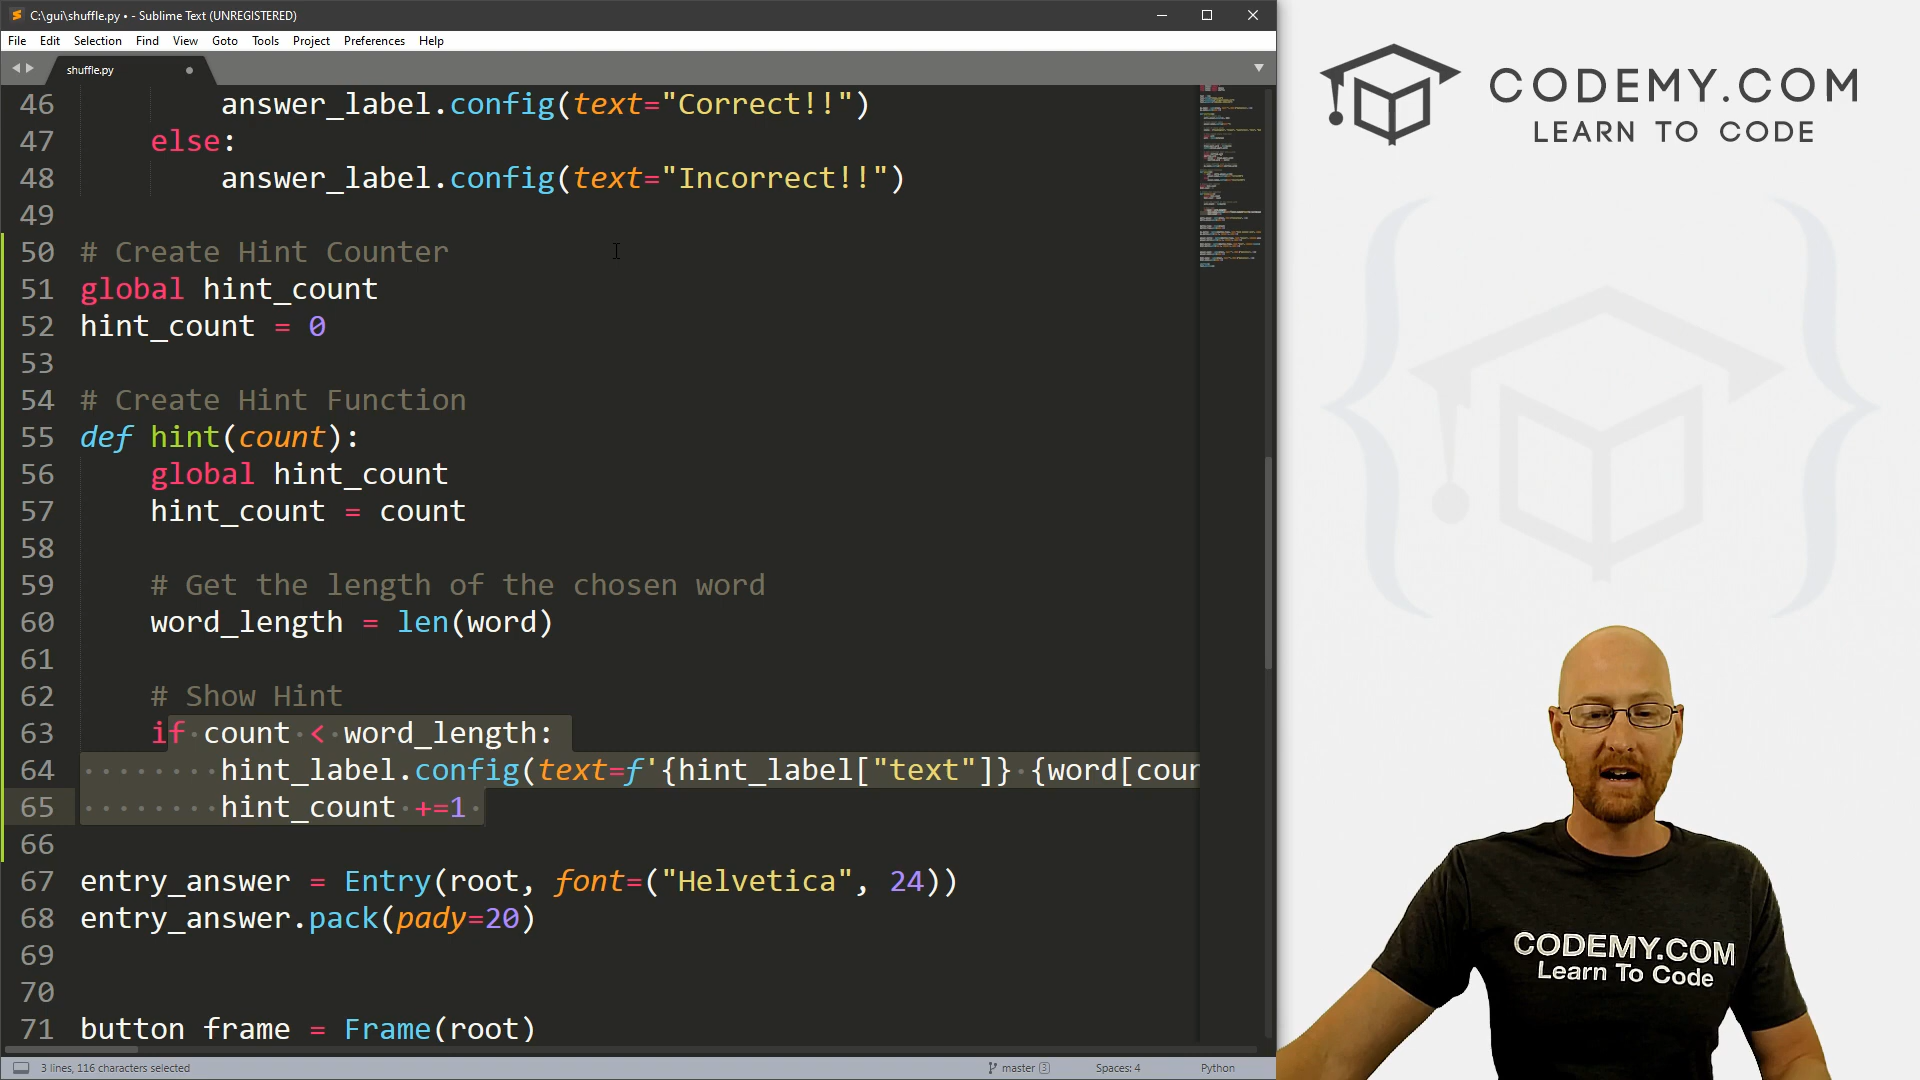 C:\gui\shuffle.py • - Sublime Text (UNREGISTERED)
File Edit Selection Find View Goto Tools Project Preferences Help
shuffle.py
46 answer_label.config(text="Correct!!")
47 else:
48 answer_label.config(text="Incorrect!!")
49
50 # Create Hint Counter
51 global hint_count
52 hint_count = 0
53
54 # Create Hint Function
55 def hint(count):
56 global hint_count
57 hint_count = count
58
59 # Get the length of the chosen word
60 word_length = len(word)
61
62 # Show Hint
63 if count < word_length:
64 hint_label.config(text=f'{hint_label["text"]} {word[coun
65 hint_count +=1
66
67 entry_answer = Entry(root, font=("Helvetica", 24))
68 entry_answer.pack(pady=20)
69
70
71 button_frame = Frame(root)
3 lines, 116 characters selected
master 3
Spaces: 4
Python
CODEMY.COM
LEARN TO CODE
CODEMY.COM
Learn To Code